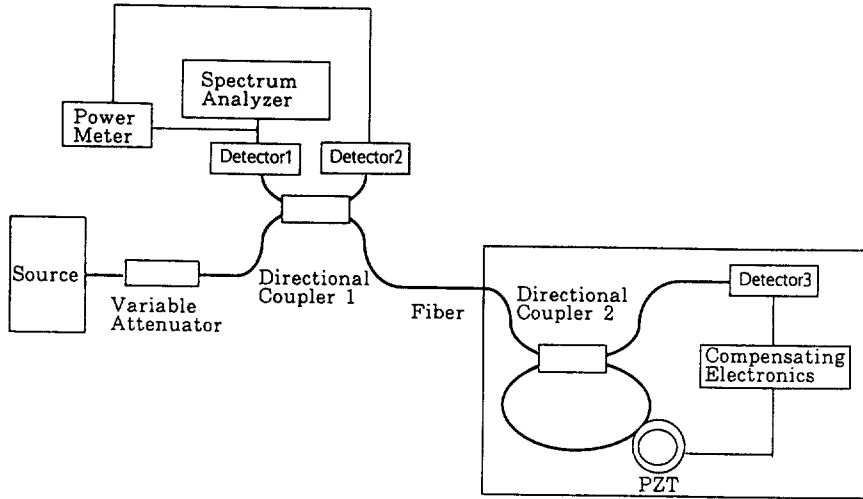 Spectrum
Analyzer
Power
Meter
Detector1
Detector2
Source
Variable
Attenuator
Directional
Coupler 1
Fiber
Directional
Coupler 2
Detector3
Compensating
Electronics
PZT